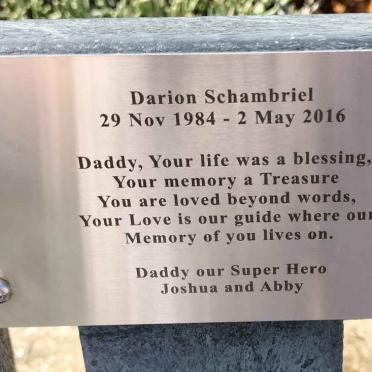 Darion Schambriel
29 Nov 1984 - 2 May 2016
Daddy, Your life was a blessing,
Your memory a Treasure
You are loved beyond words,
Your Love is our guide where our
Memory of you lives on.
Daddy our Super Hero
Joshua and Abby